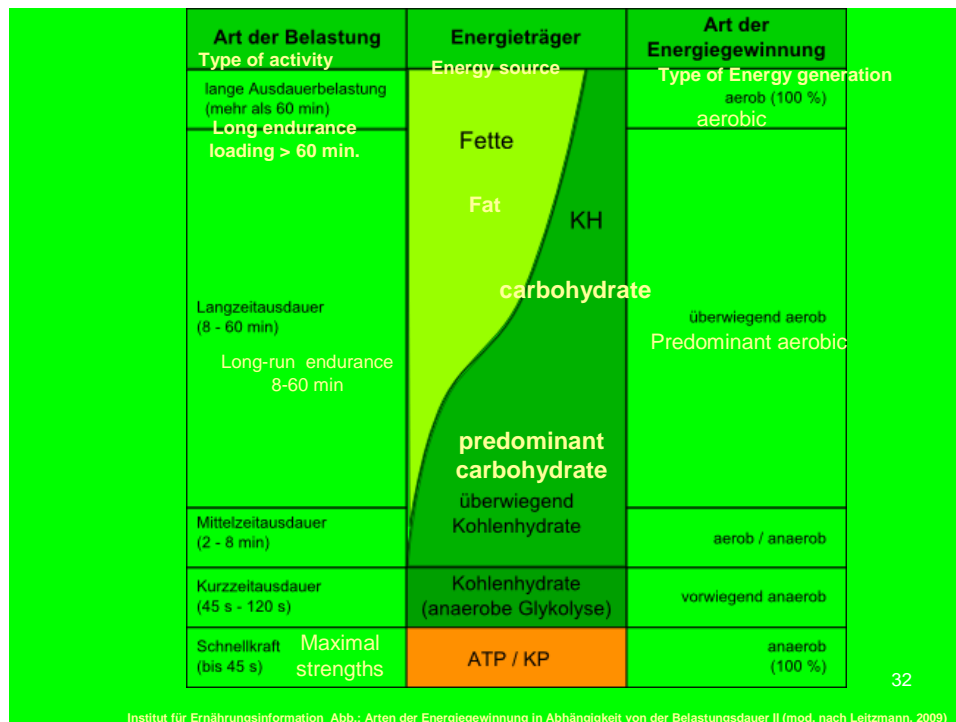 Art der Belastung
Type of activity
Energieträger
Energy source
Art der
Energiegewinnung
Type of Energy generation
lange Ausdauerbelastung
(mehr als 60 min)
Long endurance
loading > 60 min.
Fette
Fat
KH
carbohydrate
aerob (100 %)
aerobic
Langzeitausdauer
(8 - 60 min)
Long-run endurance
8-60 min
predominant
carbohydrate
überwiegend
Kohlenhydrate
überwiegend aerob
Predominant aerobic
Mittelzeitausdauer
(2 - 8 min)
aerob / anaerob
Kurzzeitausdauer
(45 s - 120 s)
Kohlenhydrate
(anaerobe Glykolyse)
vorwiegend anaerob
Schnellkraft
(bis 45 s)
Maximal
strengths
ATP / KP
anaerob
(100 %)
32
Institut für Ernährungsinformation Abb.: Arten der Energiegewinnung in Abhängigkeit von der Belastungsdauer II (mod. nach Leitzmann, 2009)